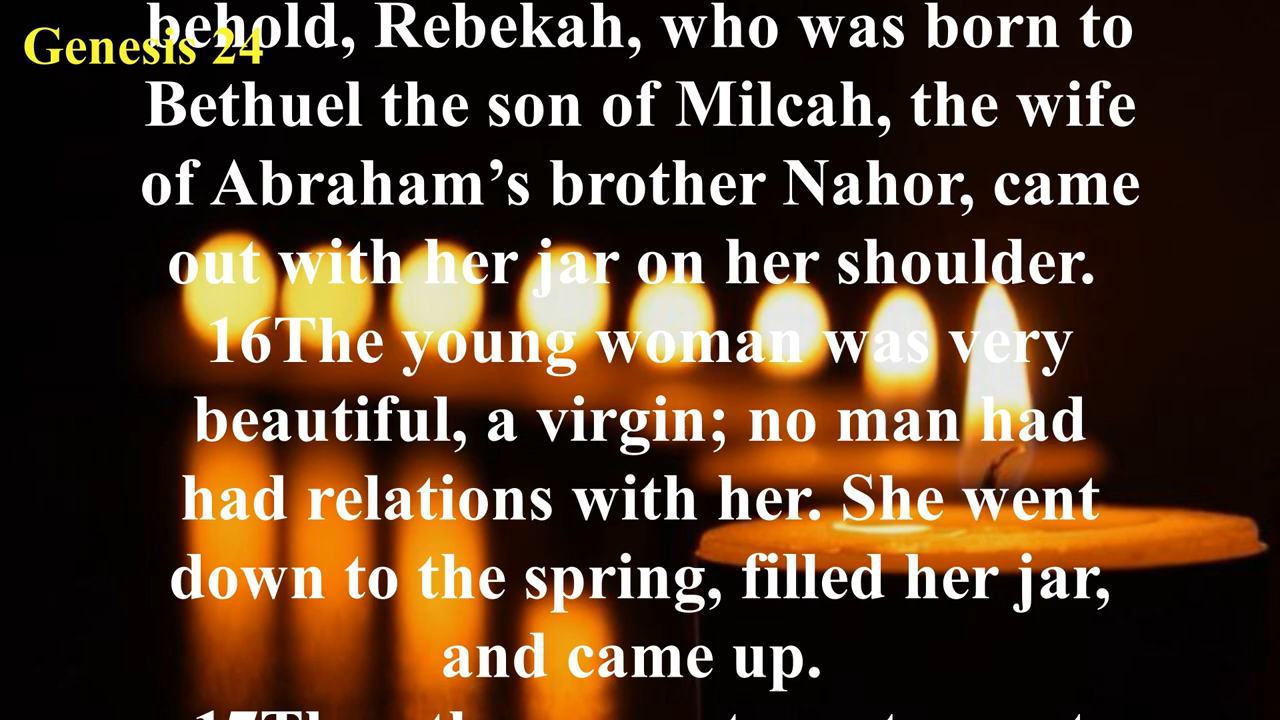 Genesis 24
behold, Rebekah, who was born to
Bethuel the son of Milcah, the wife
of Abraham’s brother Nahor, came
out with her jar on her shoulder.
16The young woman was very
beautiful, a virgin; no man had
had relations with her. She went
down to the spring, filled her jar,
and came up.